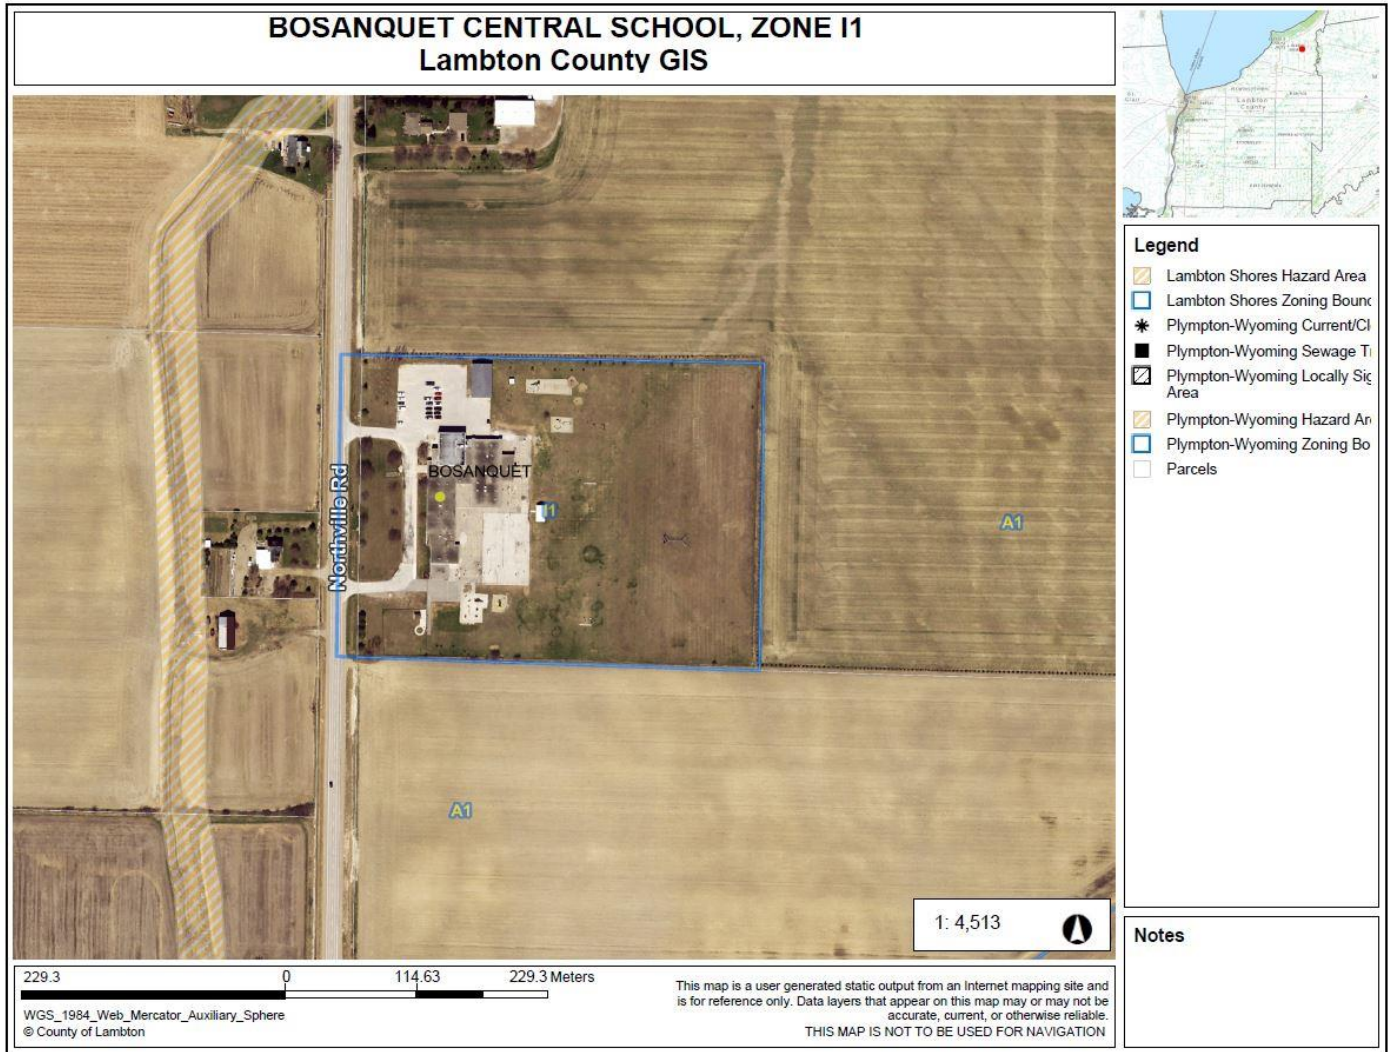 BOSANQUET CENTRAL SCHOOL, ZONE I1
Lambton County GIS
Northville Rd
BOSANQUET
I1
A1
A1
1: 4,513
Legend
Lambton Shores Hazard Area
Lambton Shores Zoning Bound
Plympton-Wyoming Current/Cl
Plympton-Wyoming Sewage T
Plympton-Wyoming Locally Sig
Area
Plympton-Wyoming Hazard Ar
Plympton-Wyoming Zoning Bo
Parcels
Notes
229.3 0 114.63 229.3 Meters
WGS_1984_Web_Mercator_Auxiliary_Sphere
© County of Lambton
This map is a user generated static output from an Internet mapping site and
is for reference only. Data layers that appear on this map may or may not be
accurate, current, or otherwise reliable.
THIS MAP IS NOT TO BE USED FOR NAVIGATION